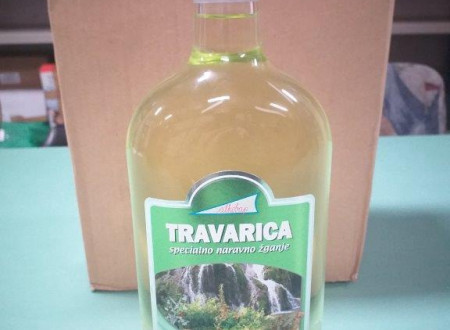 TRAVARICA
specialno naravno žganje